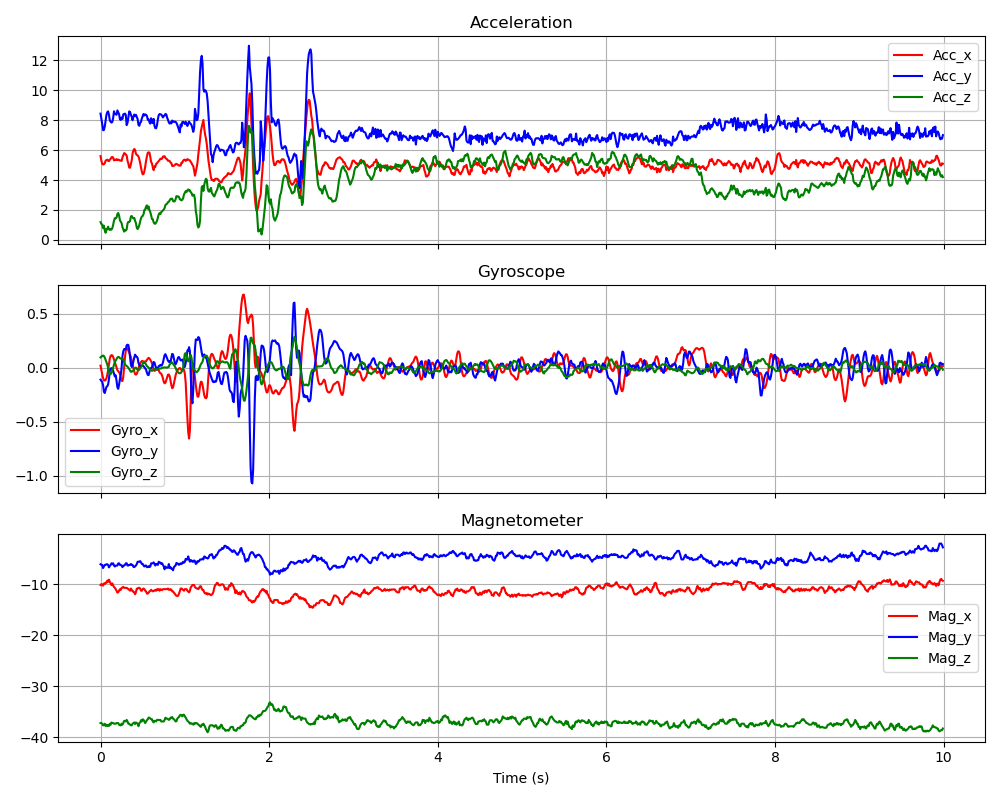 Acceleration
12
10
8
6
4
2
0
Acc_x
Acc_y
Acc_z
Gyroscope
0.5
0.0
−0.5
−1.0
Gyro_x
Gyro_y
Gyro_z
Magnetometer
−10
−20
−30
−40
Mag_x
Mag_y
Mag_z
0 2 4 6 8 10
Time (s)